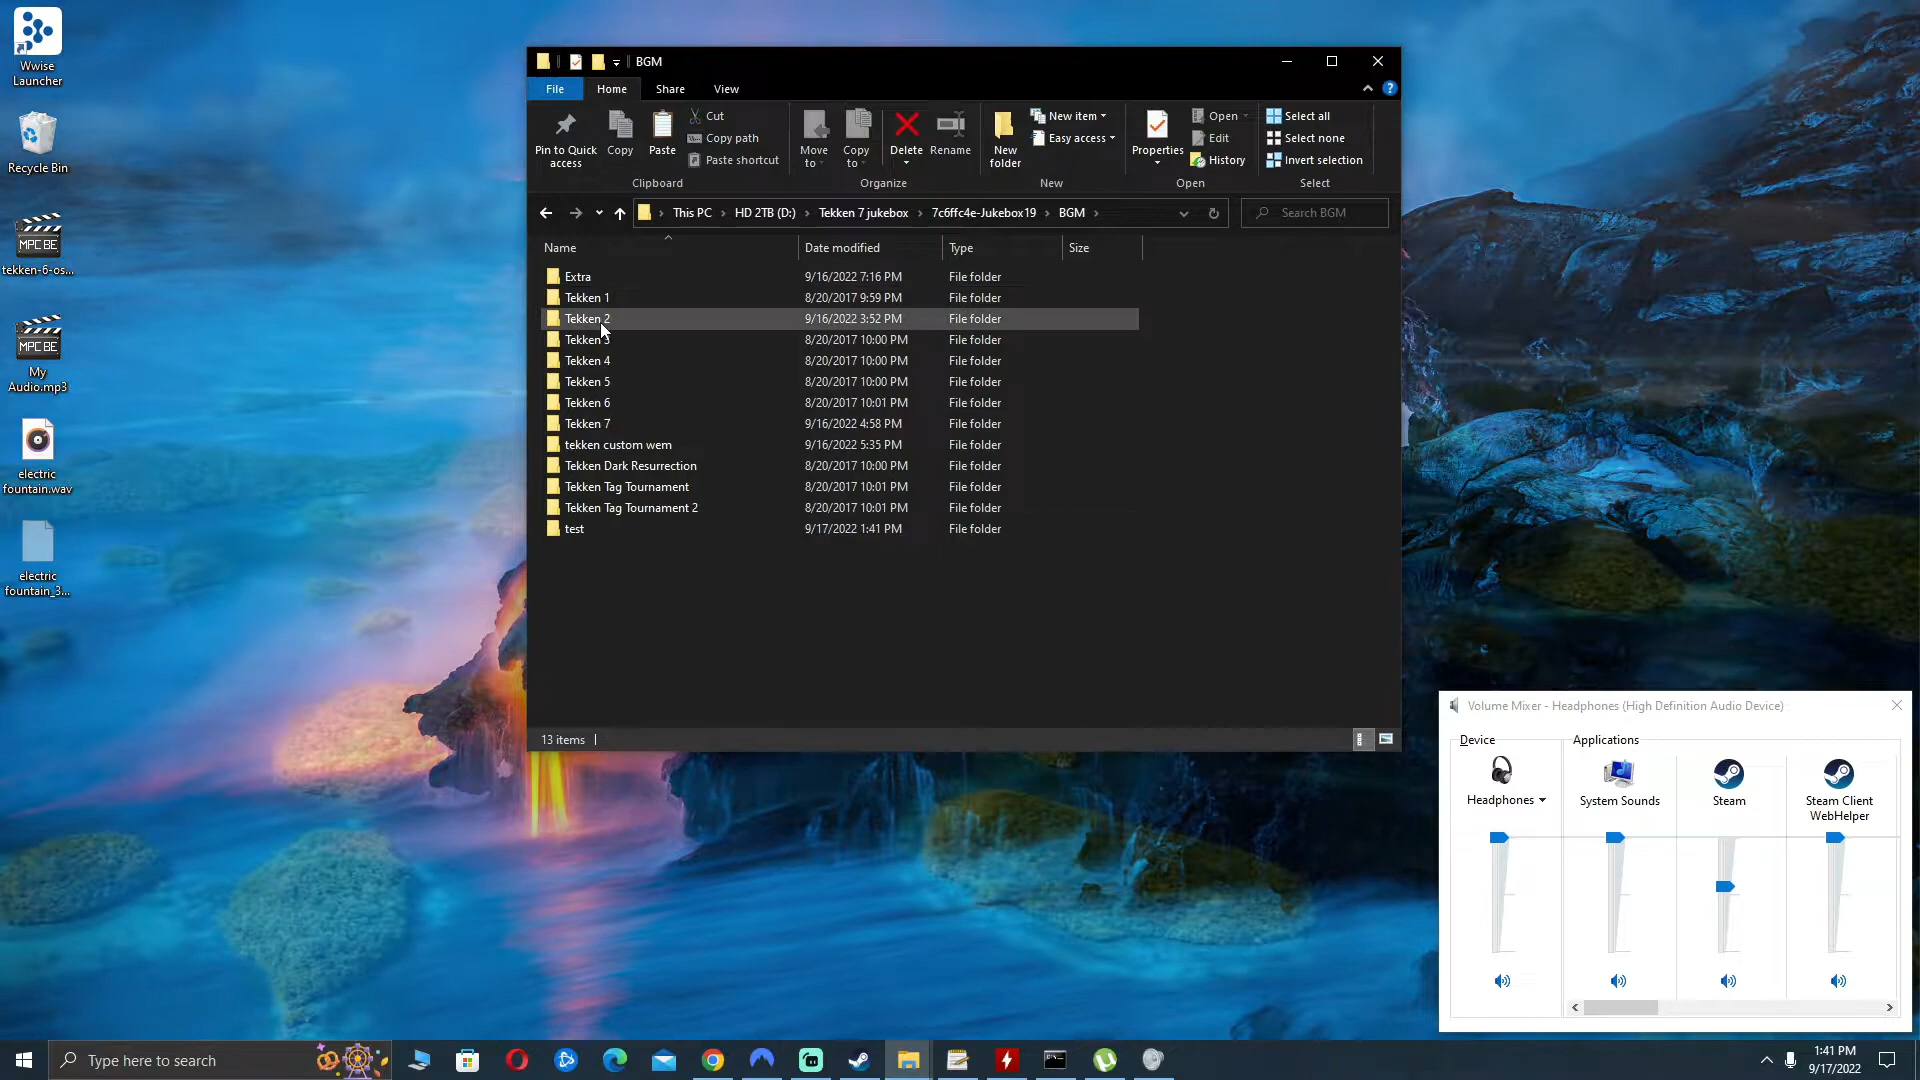 Wwise
Launcher
Recycle Bin
MPC BE
tekken-6-os...
MPC BE
My
Audio.mp3
electric
fountain.wav
electric
fountain_3...
BGM
File
Home
Share
View
Pin to Quick
access
Copy
Paste
Cut
Copy path
Paste shortcut
Clipboard
Move
to
Copy
to
Delete
Rename
Organize
New
folder
New item
Easy access
New
Properties
Open
Edit
History
Open
Select all
Select none
Invert selection
Select
This PC > HD 2TB (D:) > Tekken 7 jukebox > 7c6ffc4e-Jukebox19 > BGM >
Search BGM
Name Date modified Type Size
Extra 9/16/2022 7:16 PM File folder
Tekken 1 8/20/2017 9:59 PM File folder
Tekken 2 9/16/2022 3:52 PM File folder
Tekken 3 8/20/2017 10:00 PM File folder
Tekken 4 8/20/2017 10:00 PM File folder
Tekken 5 8/20/2017 10:00 PM File folder
Tekken 6 8/20/2017 10:01 PM File folder
Tekken 7 9/16/2022 4:58 PM File folder
tekken custom wem 9/16/2022 5:35 PM File folder
Tekken Dark Resurrection 8/20/2017 10:00 PM File folder
Tekken Tag Tournament 8/20/2017 10:01 PM File folder
Tekken Tag Tournament 2 8/20/2017 10:01 PM File folder
test 9/17/2022 1:41 PM File folder
13 items
Volume Mixer - Headphones (High Definition Audio Device)
Device
Applications
Headphones
System Sounds
Steam
Steam Client
WebHelper
Type here to search
1:41 PM
9/17/2022